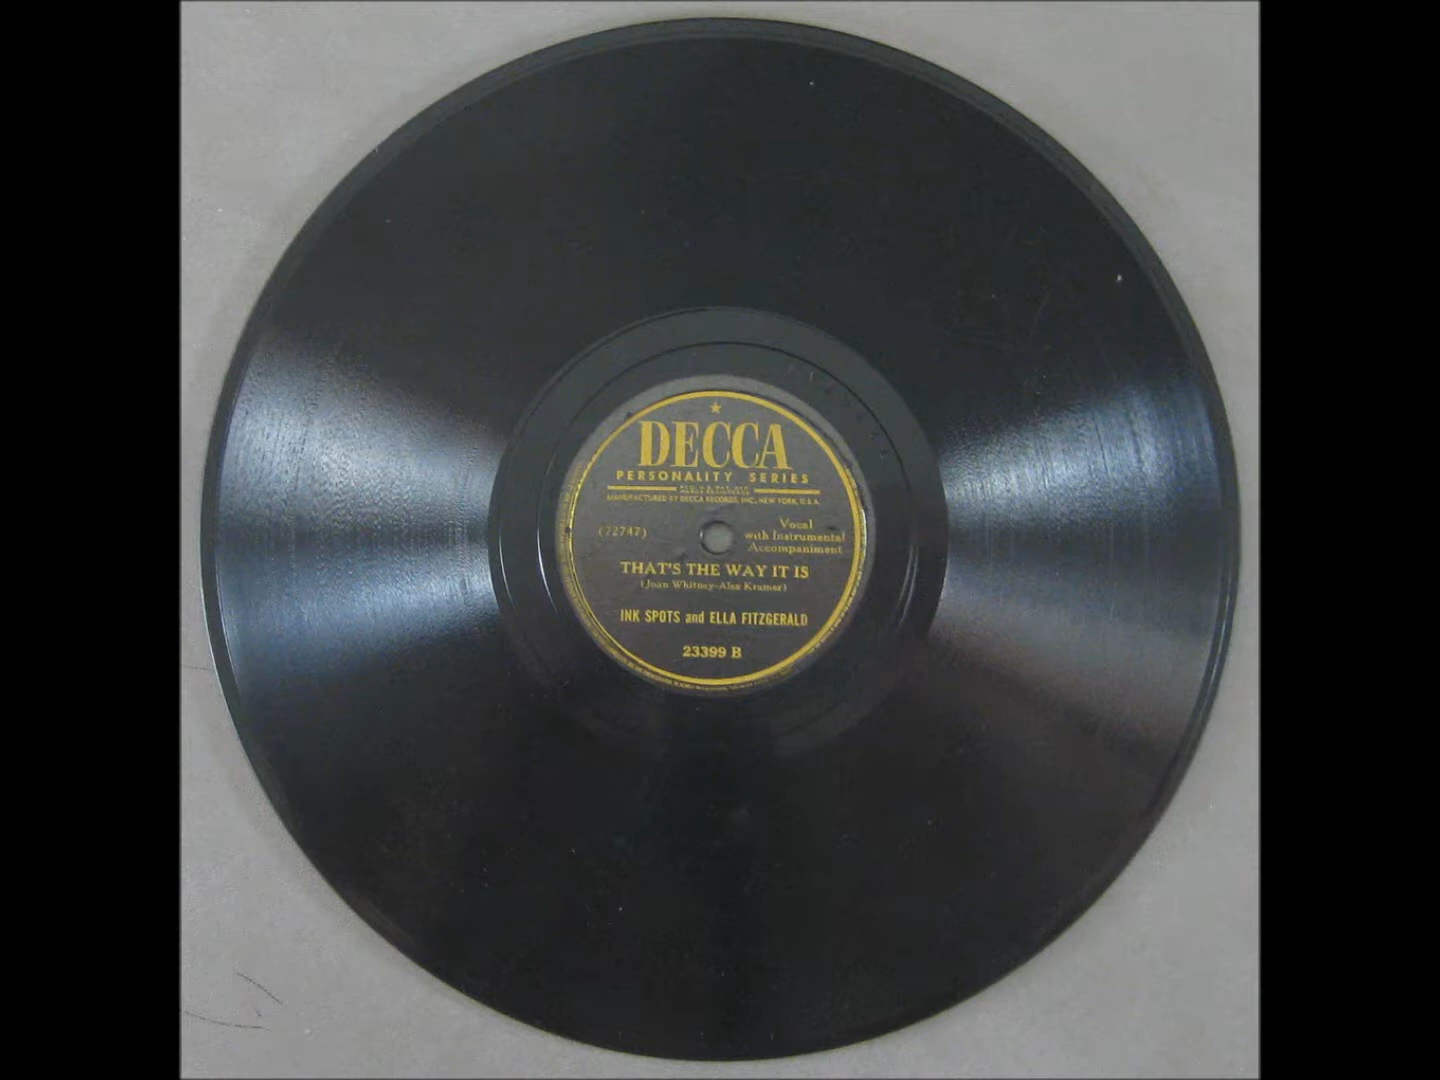 DECCA
PERSONALITY SERIES
MANUFACTURED BY DECCA RECORDS, INC., NEW YORK, U.S.A.
(72747)
Vocal
with Instrumental
Accompaniment
THAT'S THE WAY IT IS
(Joan Whitney-Alex Kramer)
INK SPOTS and ELLA FITZGERALD
23399 B